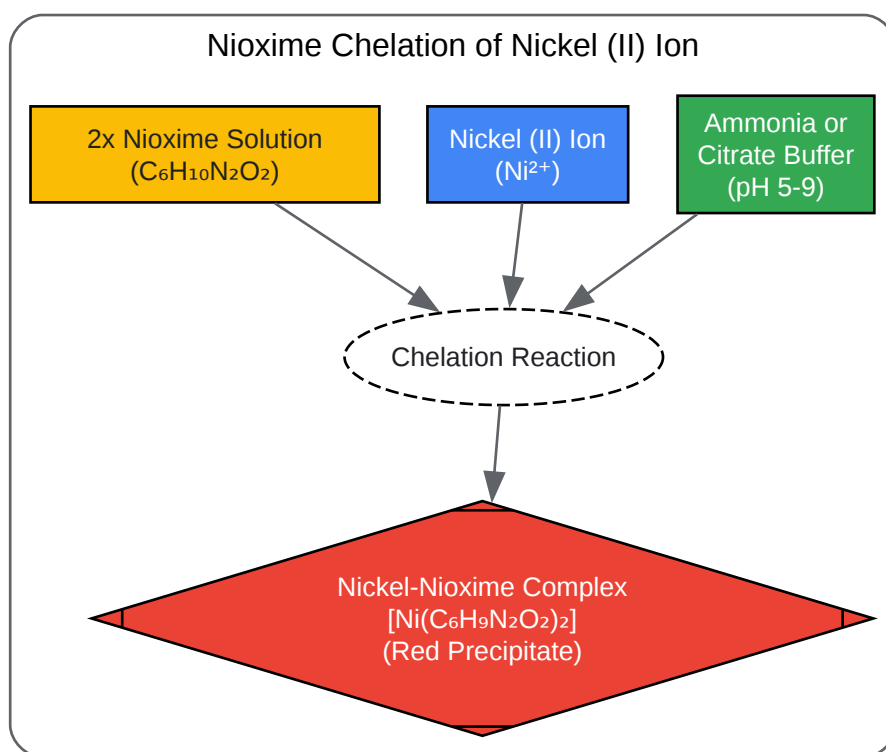 Nioxime Chelation of Nickel (II) Ion
2x Nioxime Solution
(C₆H₁₀N₂O₂)
Nickel (II) Ion
(Ni²⁺)
Ammonia or
Citrate Buffer
(pH 5-9)
Chelation Reaction
Nickel-Nioxime Complex
[Ni(C₆H₉N₂O₂)₂]
(Red Precipitate)